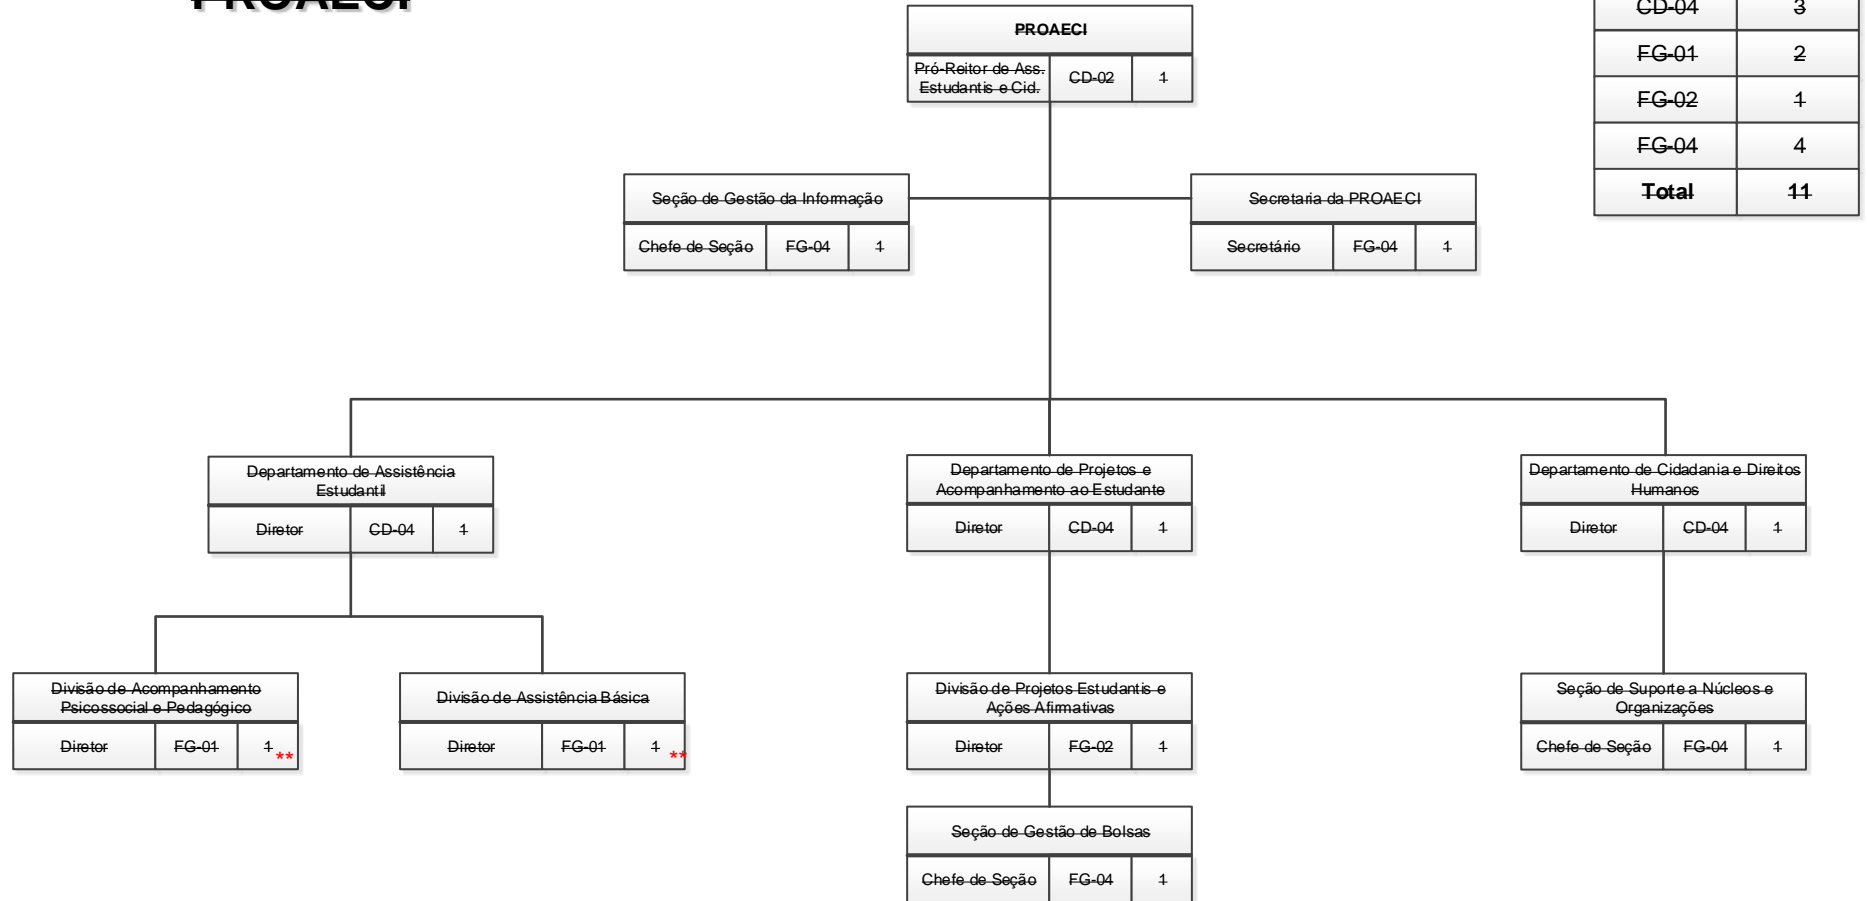 PROAECI
CD-04 3
FG-01 2
FG-02 1
FG-04 4
Total 11
PROAECI
Pró-Reitor de Ass.
Estudantis e Cid.
CD-02 1
Seção de Gestão da Informação
Chefe de Seção FG-04 1
Secretaria da PROAECI
Secretário FG-04 1
Departamento de Assistência
Estudantil
Diretor CD-04 1
Departamento de Projetos e
Acompanhamento ao Estudante
Diretor CD-04 1
Departamento de Cidadania e Direitos
Humanos
Diretor CD-04 1
Divisão de Acompanhamento
Psicossocial e Pedagógico
Diretor FG-01 1 **
Divisão de Assistência Básica
Diretor FG-01 1 **
Divisão de Projetos Estudantis e
Ações Afirmativas
Diretor FG-02 1
Seção de Suporte a Núcleos e
Organizações
Chefe de Seção FG-04 1
Seção de Gestão de Bolsas
Chefe de Seção FG-04 1